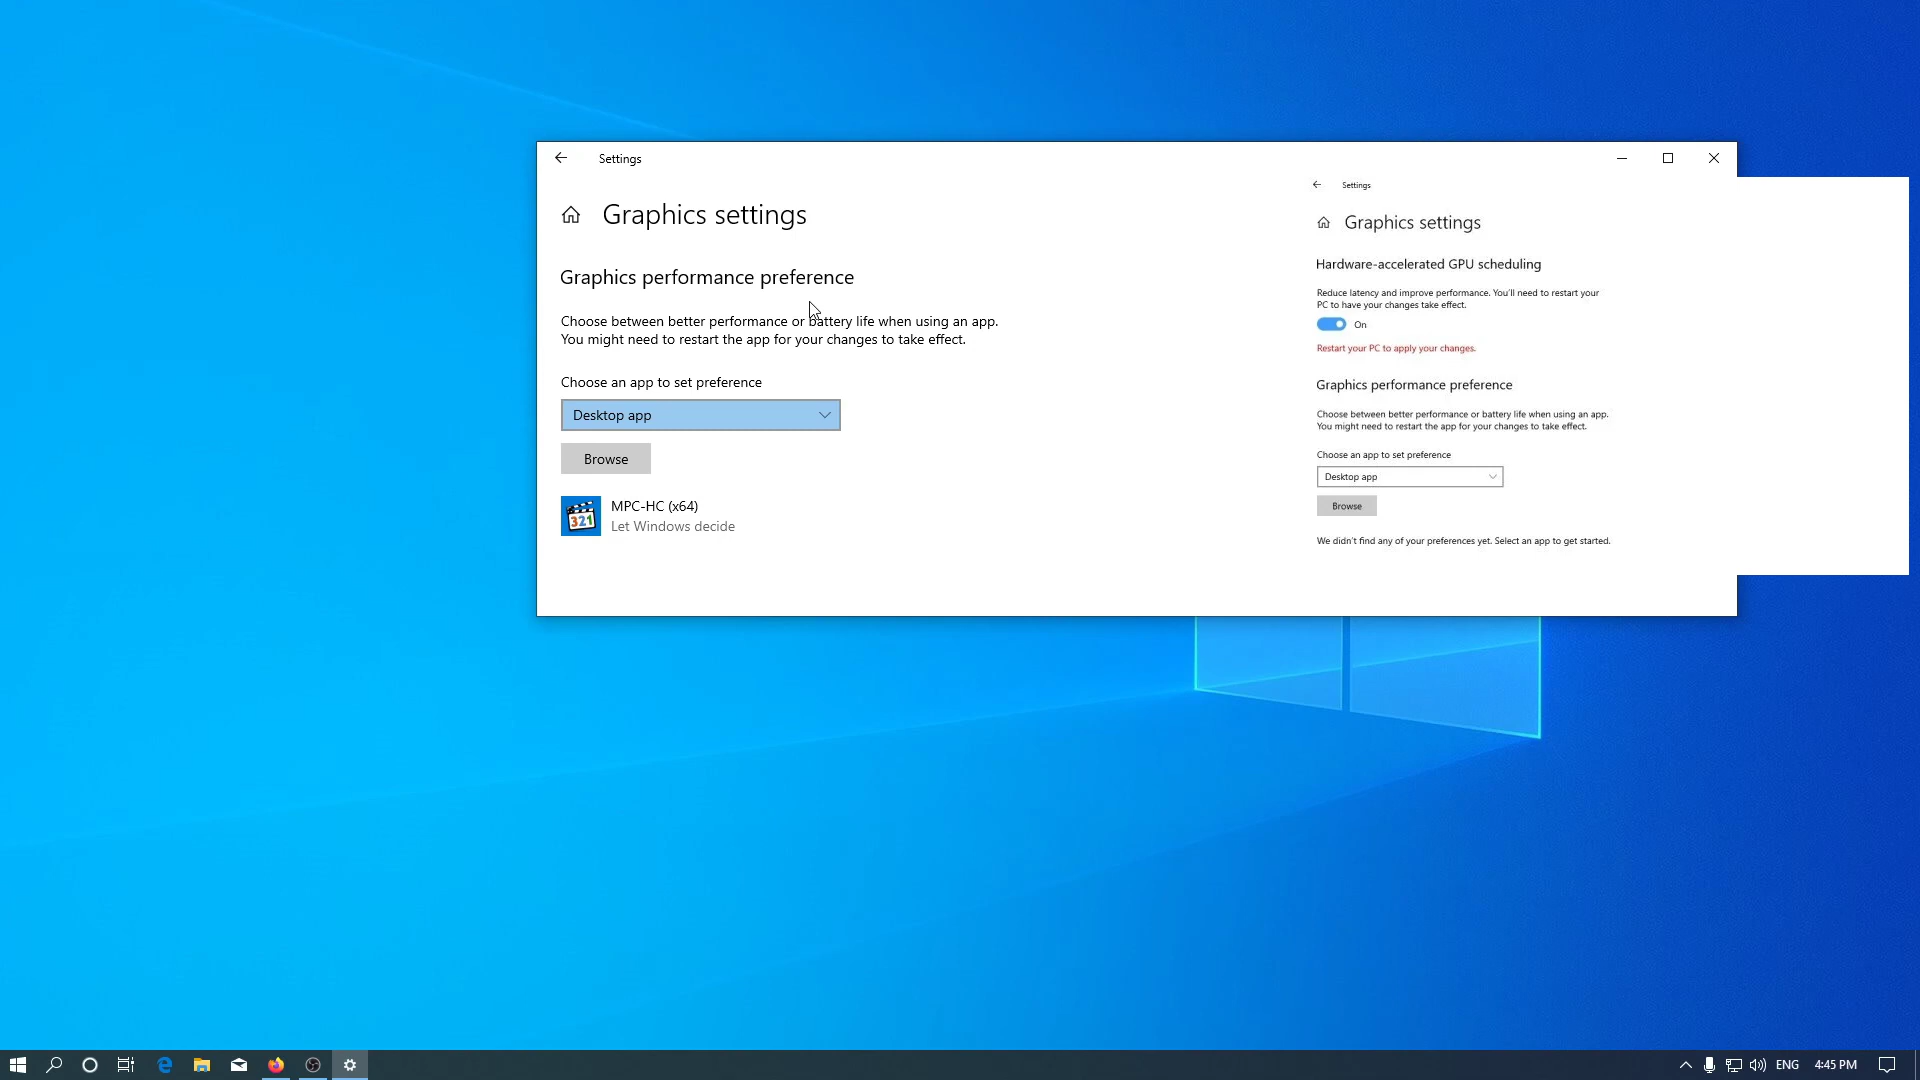 Settings
Graphics settings
Graphics performance preference
Choose between better performance or battery life when using an app.
You might need to restart the app for your changes to take effect.
Choose an app to set preference
Desktop app
Browse
321
MPC-HC (x64)
Let Windows decide
Settings
Graphics settings
Hardware-accelerated GPU scheduling
Reduce latency and improve performance. You'll need to restart your
PC to have your changes take effect.
On
Restart your PC to apply your changes.
Graphics performance preference
Choose between better performance or battery life when using an app.
You might need to restart the app for your changes to take effect.
Choose an app to set preference
Desktop app
Browse
We didn't find any of your preferences yet. Select an app to get started.
ENG
4:45 PM